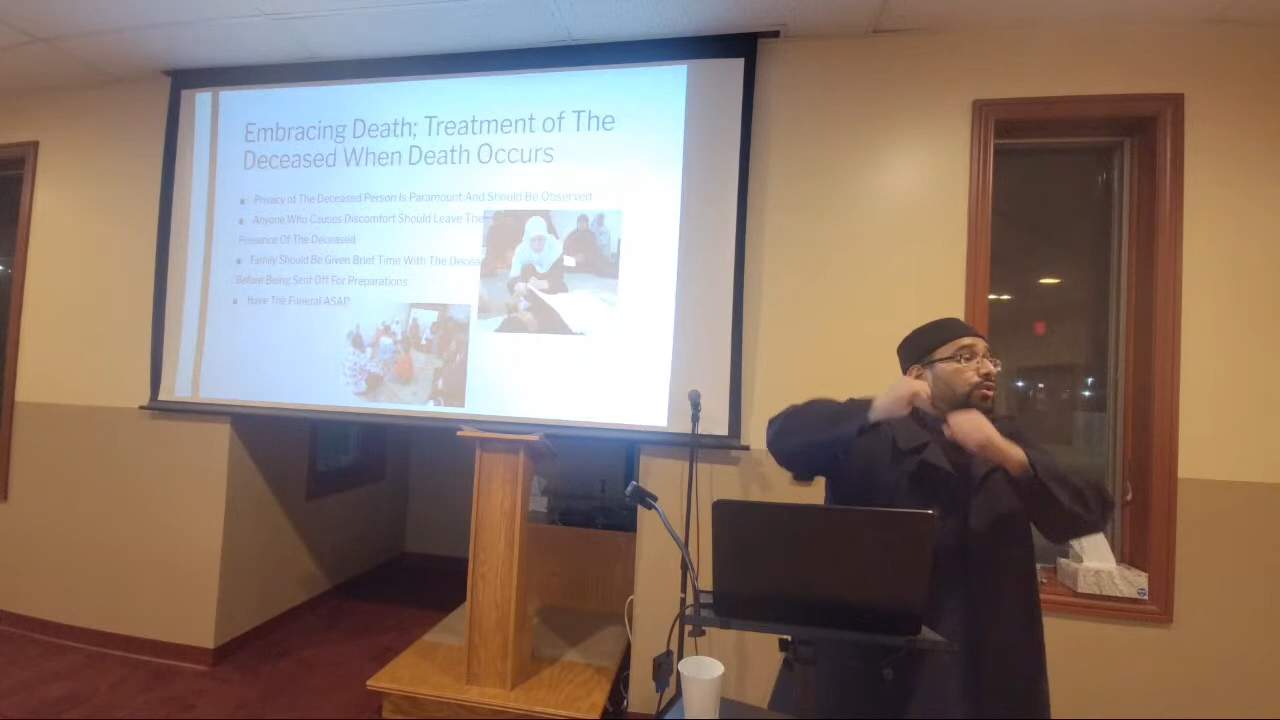 Embracing Death; Treatment of The
Deceased When Death Occurs
Privacy of The Deceased Person Is Paramount And Should Be Observed
Anyone Who Causes Discomfort Should Leave The
Presence Of The Deceased
Family Should Be Given Brief Time With The Decea
Before Being Sent Off For Preparations
Have The Funeral ASAP